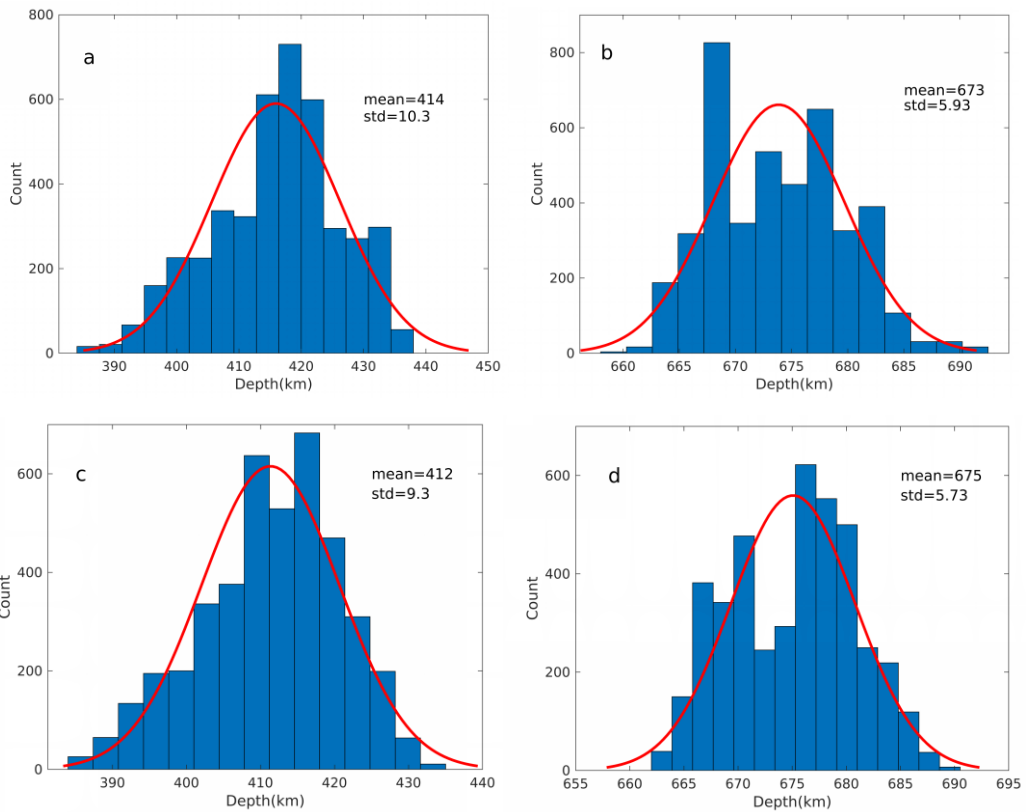 800
600
400
200
0
Count
a
mean=414
std=10.3
390 400 410 420 430 440 450
Depth(km)
800
600
400
200
0
Count
b
mean=673
std=5.93
660 665 670 675 680 685 690
Depth(km)
600
400
200
0
Count
c
mean=412
std=9.3
390 400 410 420 430 440
Depth(km)
600
400
200
0
Count
d
mean=675
std=5.73
655 660 665 670 675 680 685 690 695
Depth(km)